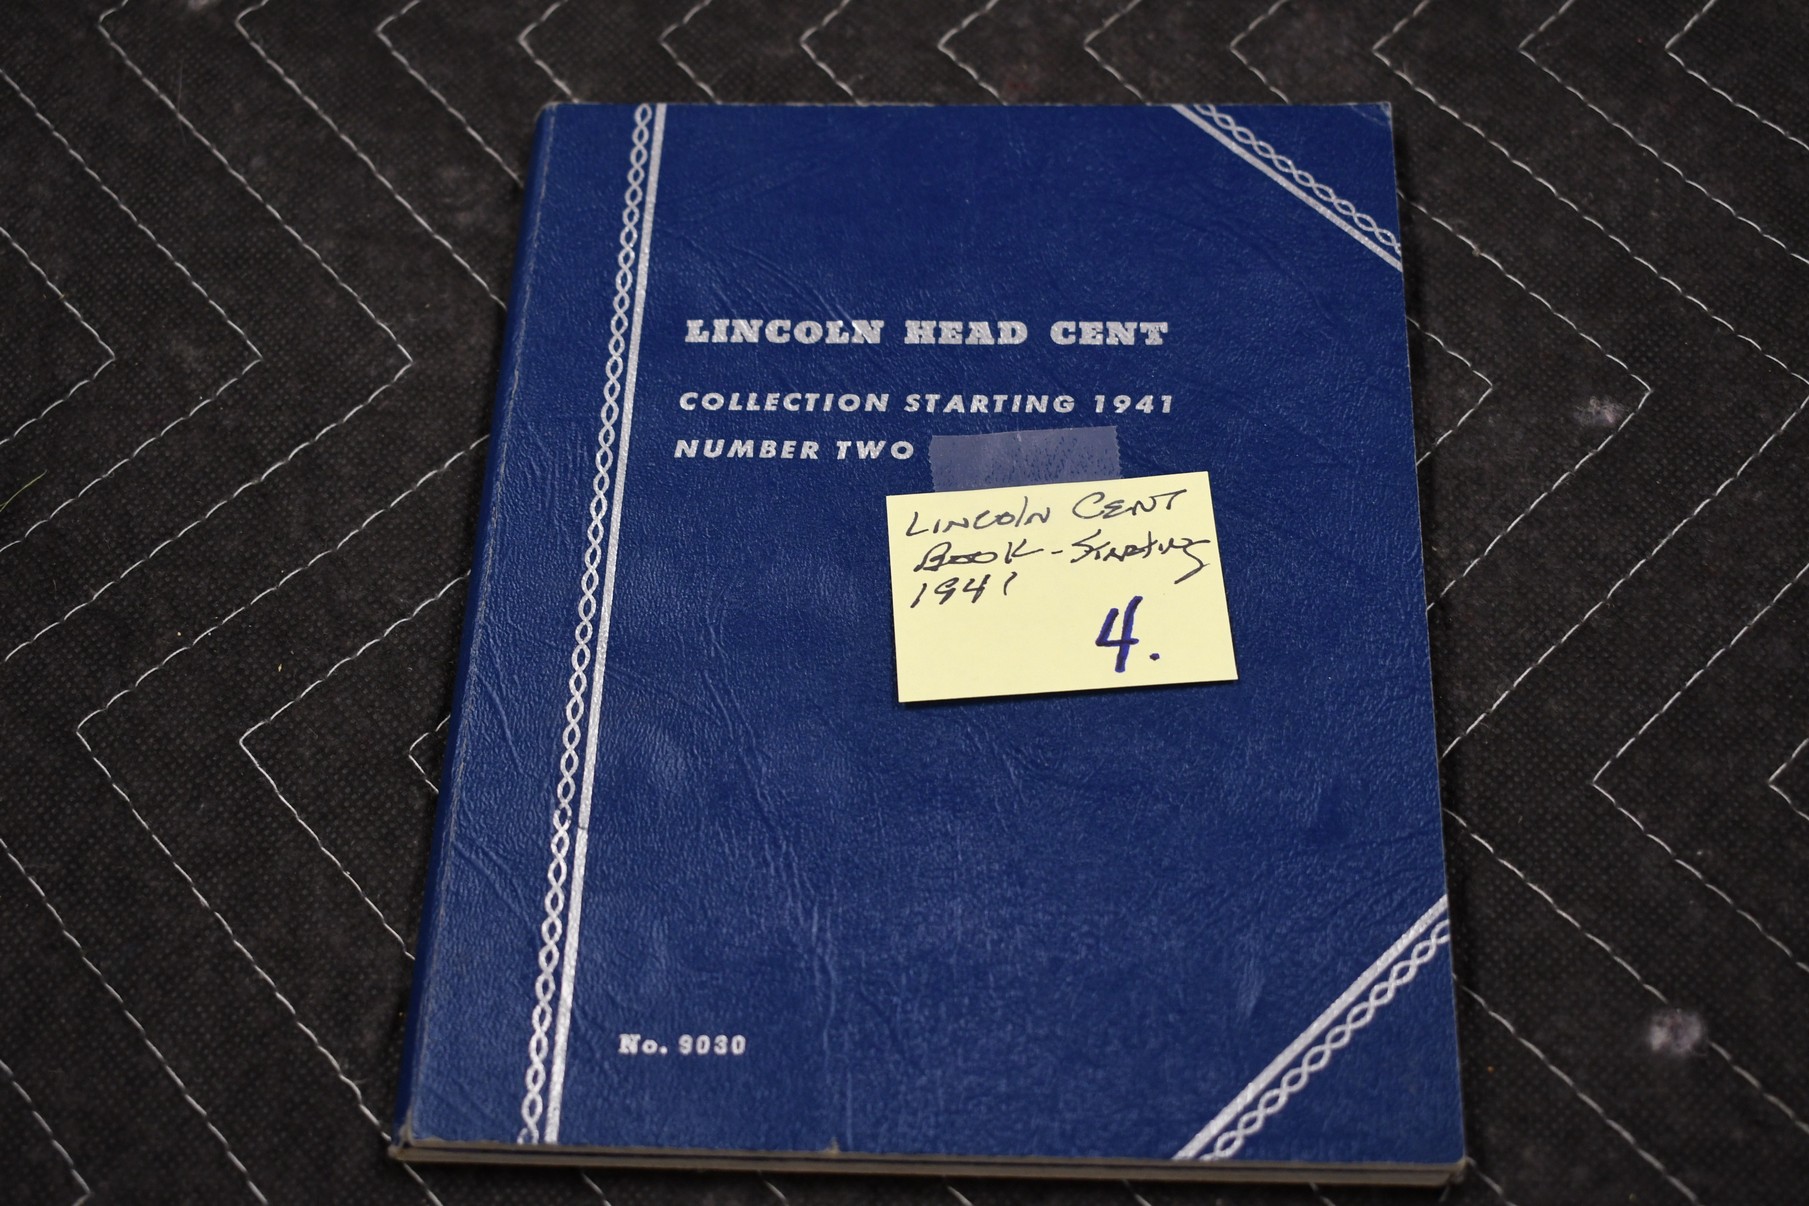 LINCOLN HEAD CENT
COLLECTION STARTING 1941
NUMBER TWO
LINCOLN CENT
BOOK - STARTING
1941
4.
No. 9030